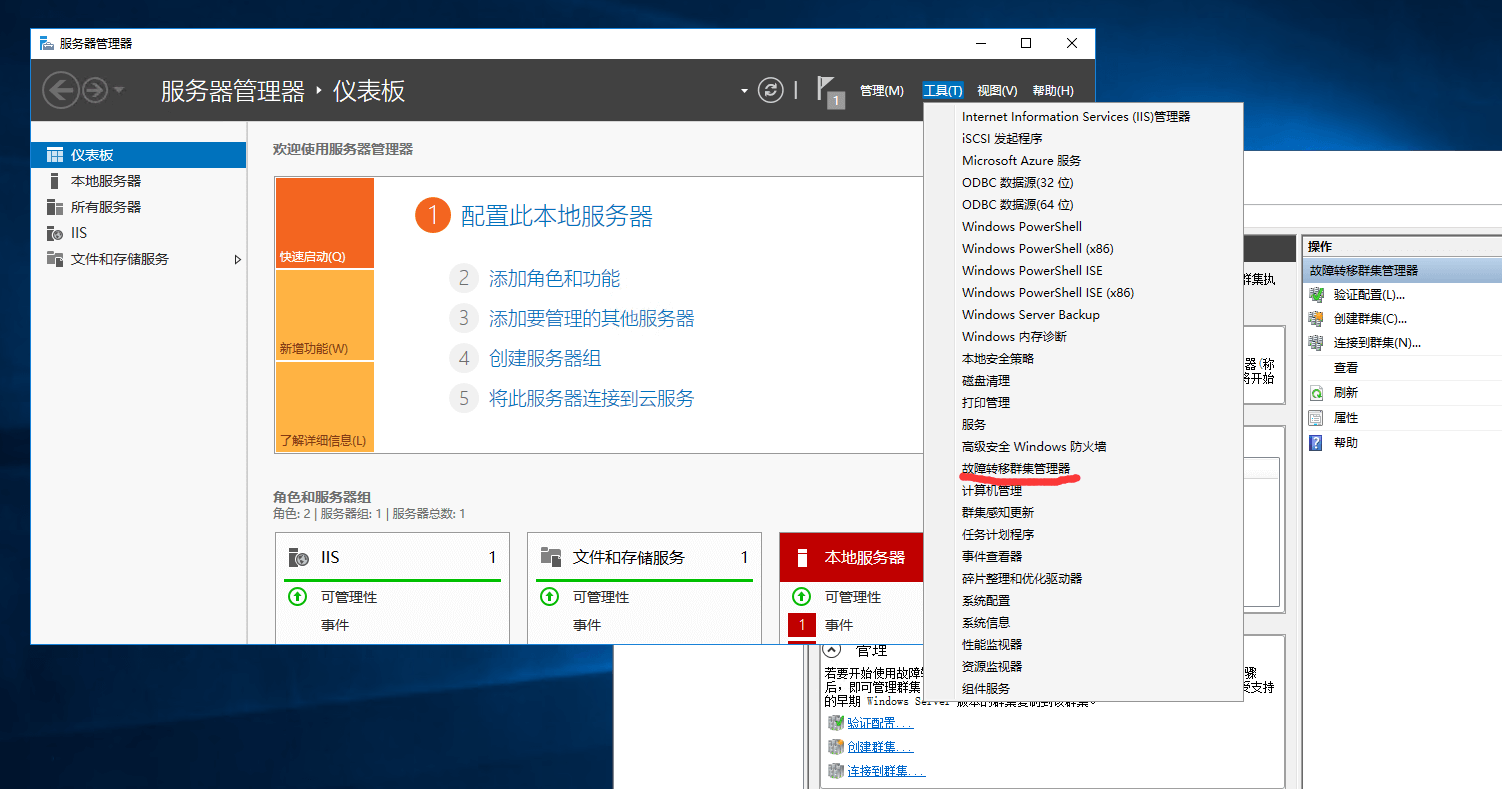 服务器管理器
服务器管理器 · 仪表板
1
管理(M)
工具(T)
视图(V)
帮助(H)
仪表板
本地服务器
所有服务器
IIS
文件和存储服务
欢迎使用服务器管理器
快速启动(Q)
新增功能(W)
了解详细信息(L)
1 配置此本地服务器
2 添加角色和功能
3 添加要管理的其他服务器
4 创建服务器组
5 将此服务器连接到云服务
角色和服务器组
角色: 2 | 服务器组: 1 | 服务器总数: 1
IIS 1
可管理性
事件
文件和存储服务 1
可管理性
事件
本地服务器
可管理性
1 事件
Internet Information Services (IIS)管理器
iSCSI 发起程序
Microsoft Azure 服务
ODBC 数据源(32 位)
ODBC 数据源(64 位)
Windows PowerShell
Windows PowerShell (x86)
Windows PowerShell ISE
Windows PowerShell ISE (x86)
Windows Server Backup
Windows 内存诊断
本地安全策略
磁盘清理
打印管理
服务
高级安全 Windows 防火墙
故障转移群集管理器
计算机管理
群集感知更新
任务计划程序
事件查看器
碎片整理和优化驱动器
系统配置
系统信息
性能监视器
资源监视器
组件服务
群集执
器(称
将开始
操作
故障转移群集管理器
验证配置(L)...
创建群集(C)...
连接到群集(N)...
查看
刷新
属性
帮助
管理
若要开始使用故障转
骤
后，即可管理群集
受支持
的早期 Windows Server 版本的群集复制到该群集。
验证配置...
创建群集...
连接到群集...